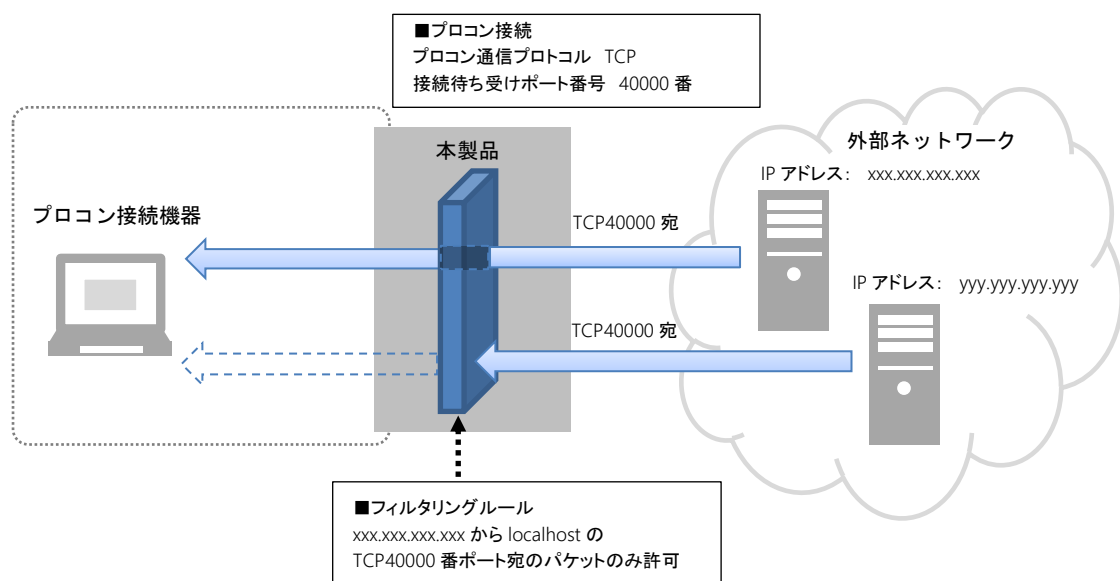 ■プロコン接続
プロコン通信プロトコル TCP
接続待ち受けポート番号 40000 番
外部ネットワーク
本製品
IP アドレス： xxx.xxx.xxx.xxx
プロコン接続機器
TCP40000 宛
IP アドレス： yyy.yyy.yyy.yyy
TCP40000 宛
■フィルタリングルール
xxx.xxx.xxx.xxx から localhost の
TCP40000 番ポート宛のパケットのみ許可